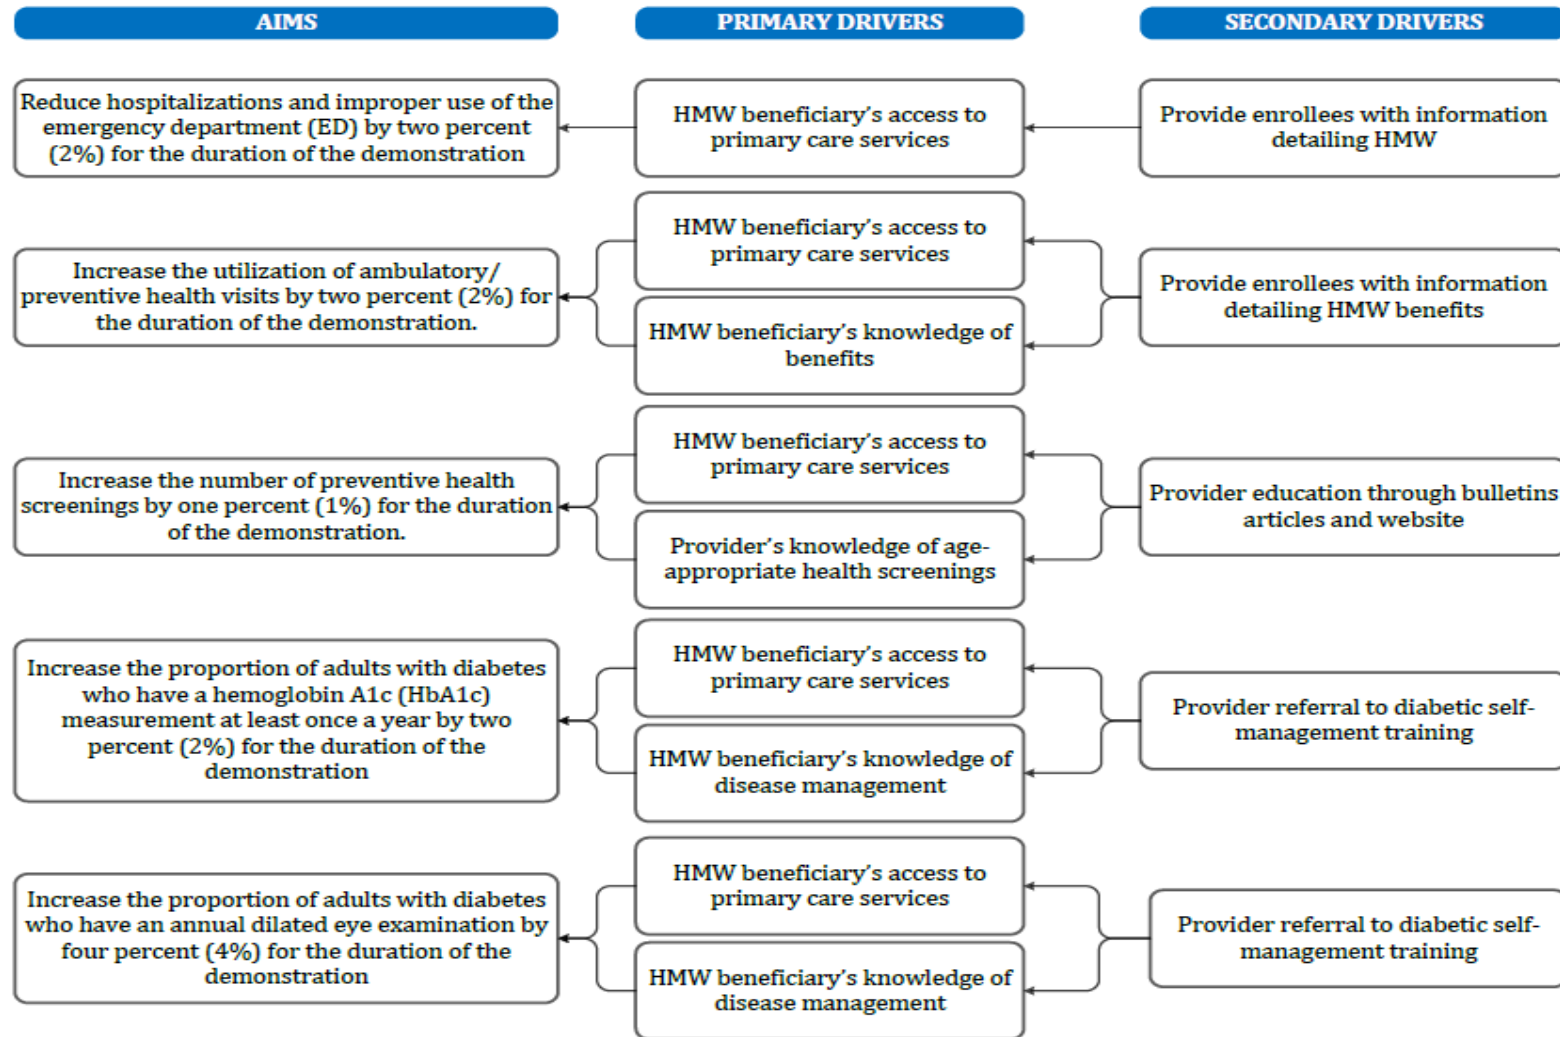 AIMS
PRIMARY DRIVERS
SECONDARY DRIVERS
Reduce hospitalizations and improper use of the
emergency department (ED) by two percent
(2%) for the duration of the demonstration
HMW beneficiary’s access to
primary care services
Provide enrollees with information
detailing HMW
Increase the utilization of ambulatory/
preventive health visits by two percent (2%) for
the duration of the demonstration.
HMW beneficiary’s access to
primary care services
HMW beneficiary’s knowledge of
benefits
Provide enrollees with information
detailing HMW benefits
Increase the number of preventive health
screenings by one percent (1%) for the duration
of the demonstration.
HMW beneficiary’s access to
primary care services
Provider’s knowledge of age-
appropriate health screenings
Provider education through bulletins
articles and website
Increase the proportion of adults with diabetes
who have a hemoglobin A1c (HbA1c)
measurement at least once a year by two
percent (2%) for the duration of the
demonstration
HMW beneficiary’s access to
primary care services
HMW beneficiary’s knowledge of
disease management
Provider referral to diabetic self-
management training
Increase the proportion of adults with diabetes
who have an annual dilated eye examination by
four percent (4%) for the duration of the
demonstration
HMW beneficiary’s access to
primary care services
HMW beneficiary’s knowledge of
disease management
Provider referral to diabetic self-
management training